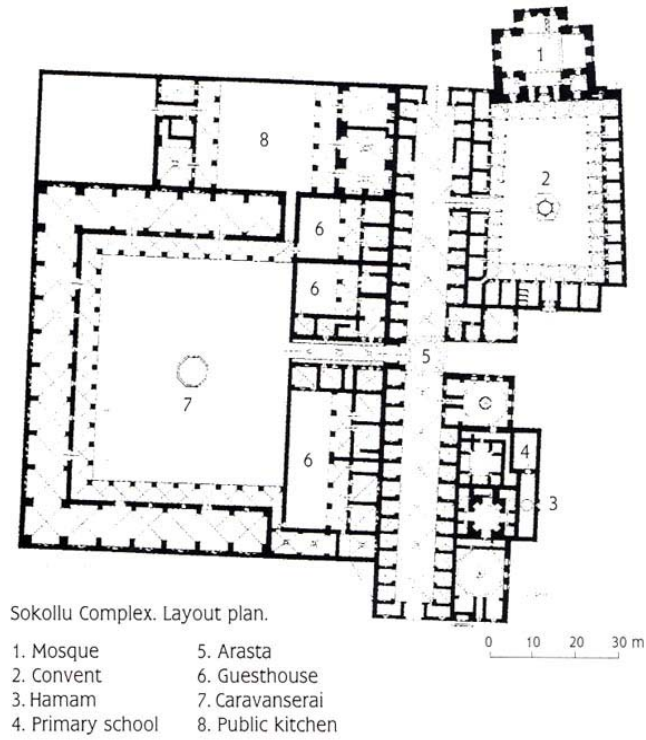 1
8
2
6
6
5
7
6
4
3
Sokollu Complex. Layout plan.
0 10 20 30 m
1. Mosque
2. Convent
3. Hamam
4. Primary school
5. Arasta
6. Guesthouse
7. Caravanserai
8. Public kitchen